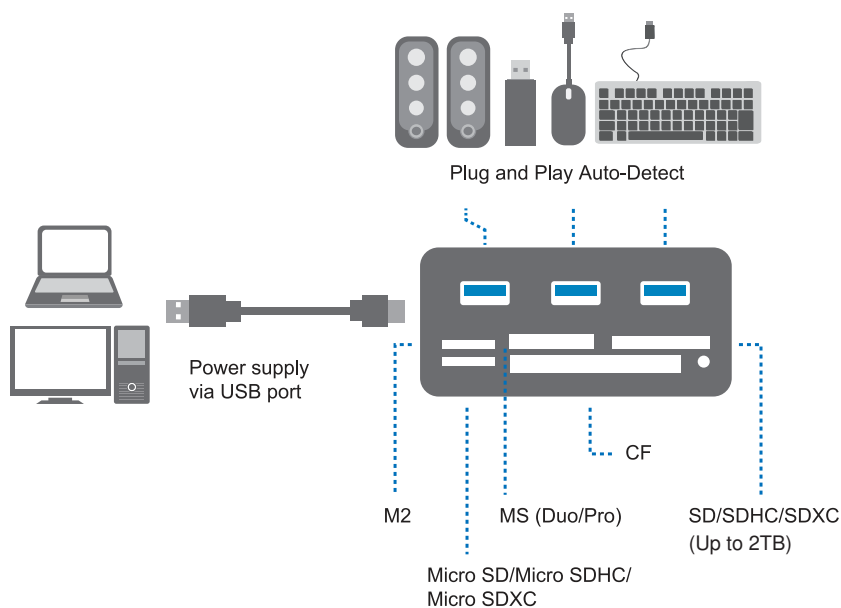 Plug and Play Auto-Detect
Power supply
via USB port
CF
M2
MS (Duo/Pro)
SD/SDHC/SDXC
(Up to 2TB)
Micro SD/Micro SDHC/
Micro SDXC